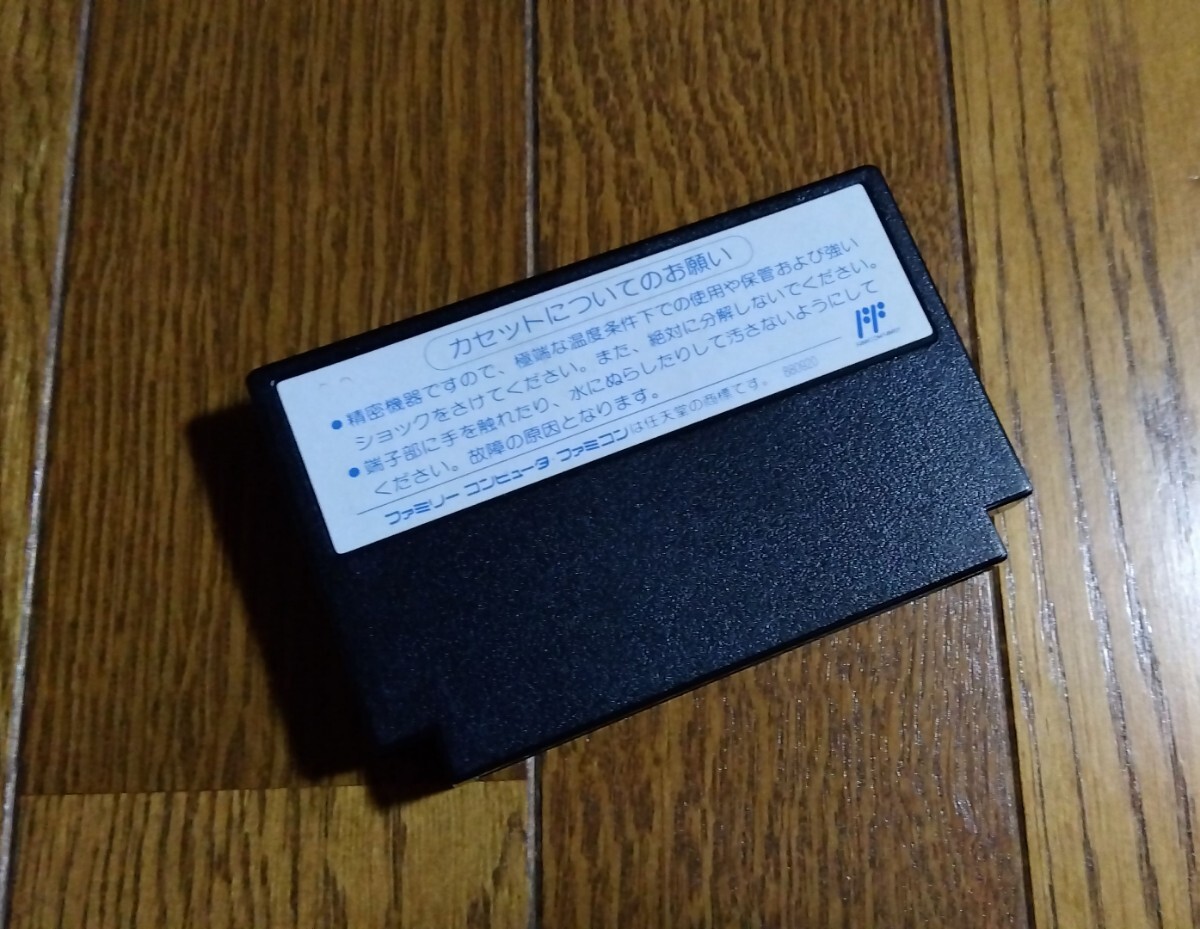 カセットについてのお願い
●精密機器ですので、極端な温度条件下での使用や保管および強い
ショックをさけてください。また、絶対に分解しないでください。
●端子部に手を触れたり、水にぬらしたりして汚さないようにして
ください。故障の原因となります。
ファミリーコンピュータ・ファミコンは任天堂の商標です。
FF